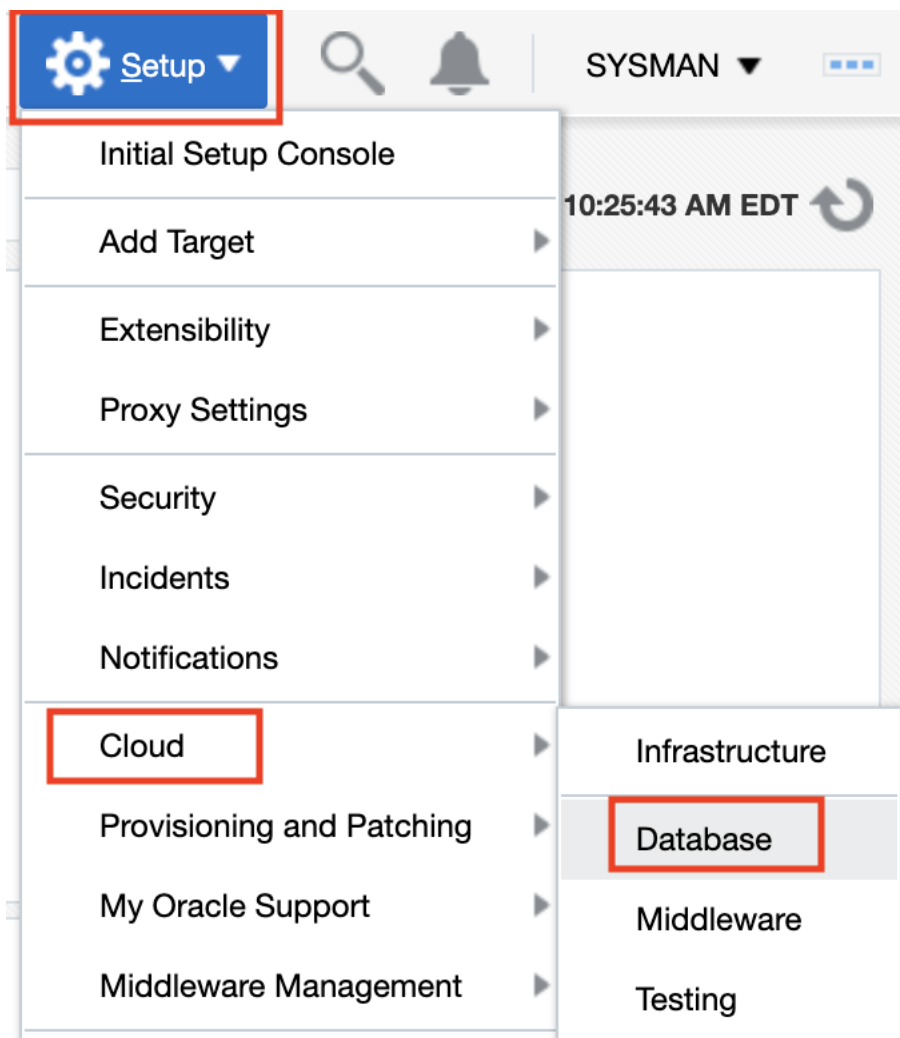 Setup
SYSMAN
Initial Setup Console
10:25:43 AM EDT
Add Target
Extensibility
Proxy Settings
Security
Incidents
Notifications
Cloud
Infrastructure
Provisioning and Patching
Database
My Oracle Support
Middleware
Middleware Management
Testing